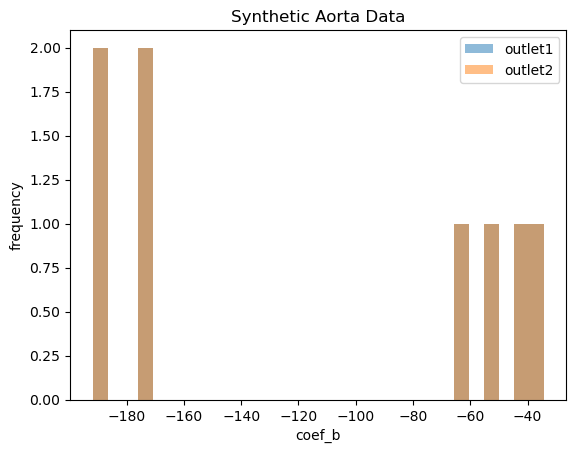 Synthetic Aorta Data
outlet1
outlet2
2.00
1.75
1.50
1.25
1.00
0.75
0.50
0.25
0.00
frequency
−180 −160 −140 −120 −100 −80 −60 −40
coef_b